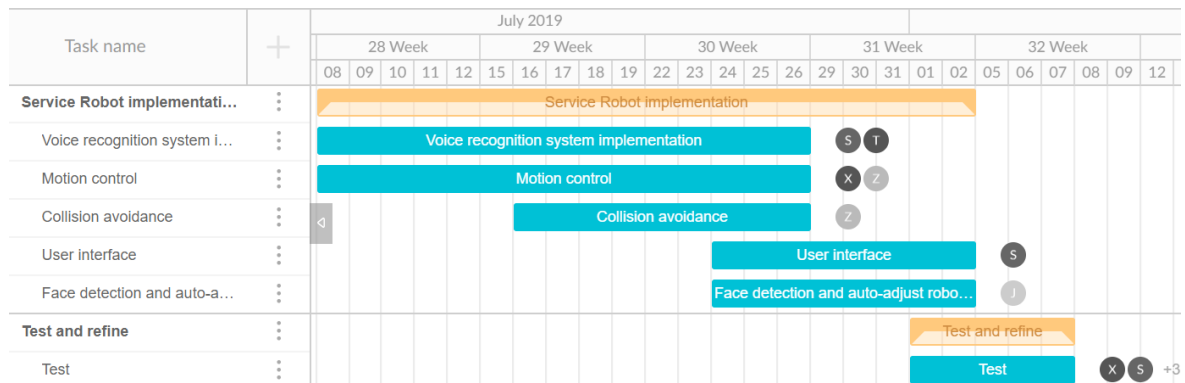 July 2019
Task name
28 Week 29 Week 30 Week 31 Week 32 Week
08 09 10 11 12 15 16 17 18 19 22 23 24 25 26 29 30 31 01 02 05 06 07 08 09 12
Service Robot implementati... Service Robot implementation
Voice recognition system i... Voice recognition system implementation S T
Motion control Motion control X Z
Collision avoidance Collision avoidance Z
User interface User interface S
Face detection and auto-a... Face detection and auto-adjust robo... J
Test and refine Test and refine
Test Test X S +3